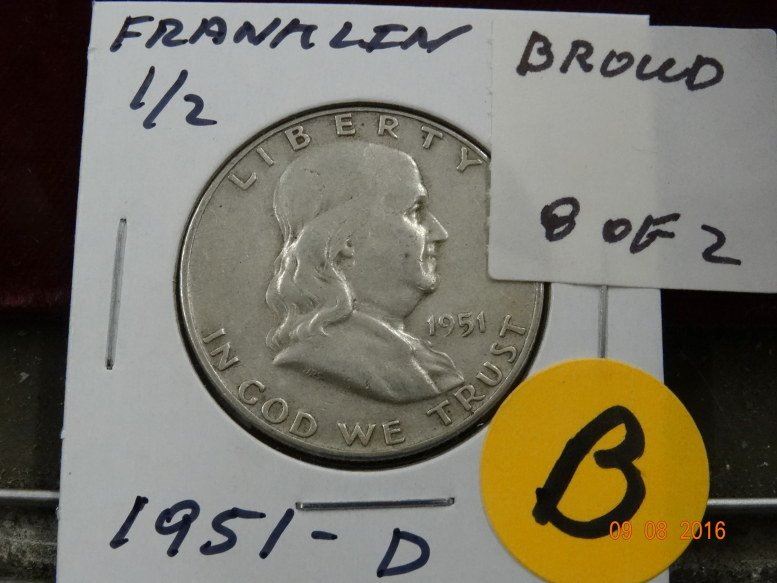 FRANKLIN
1/2
BROWD
8 OF 2
LIBERTY
1951
IN GOD WE TRUST
B
1951-D
09 08 2016